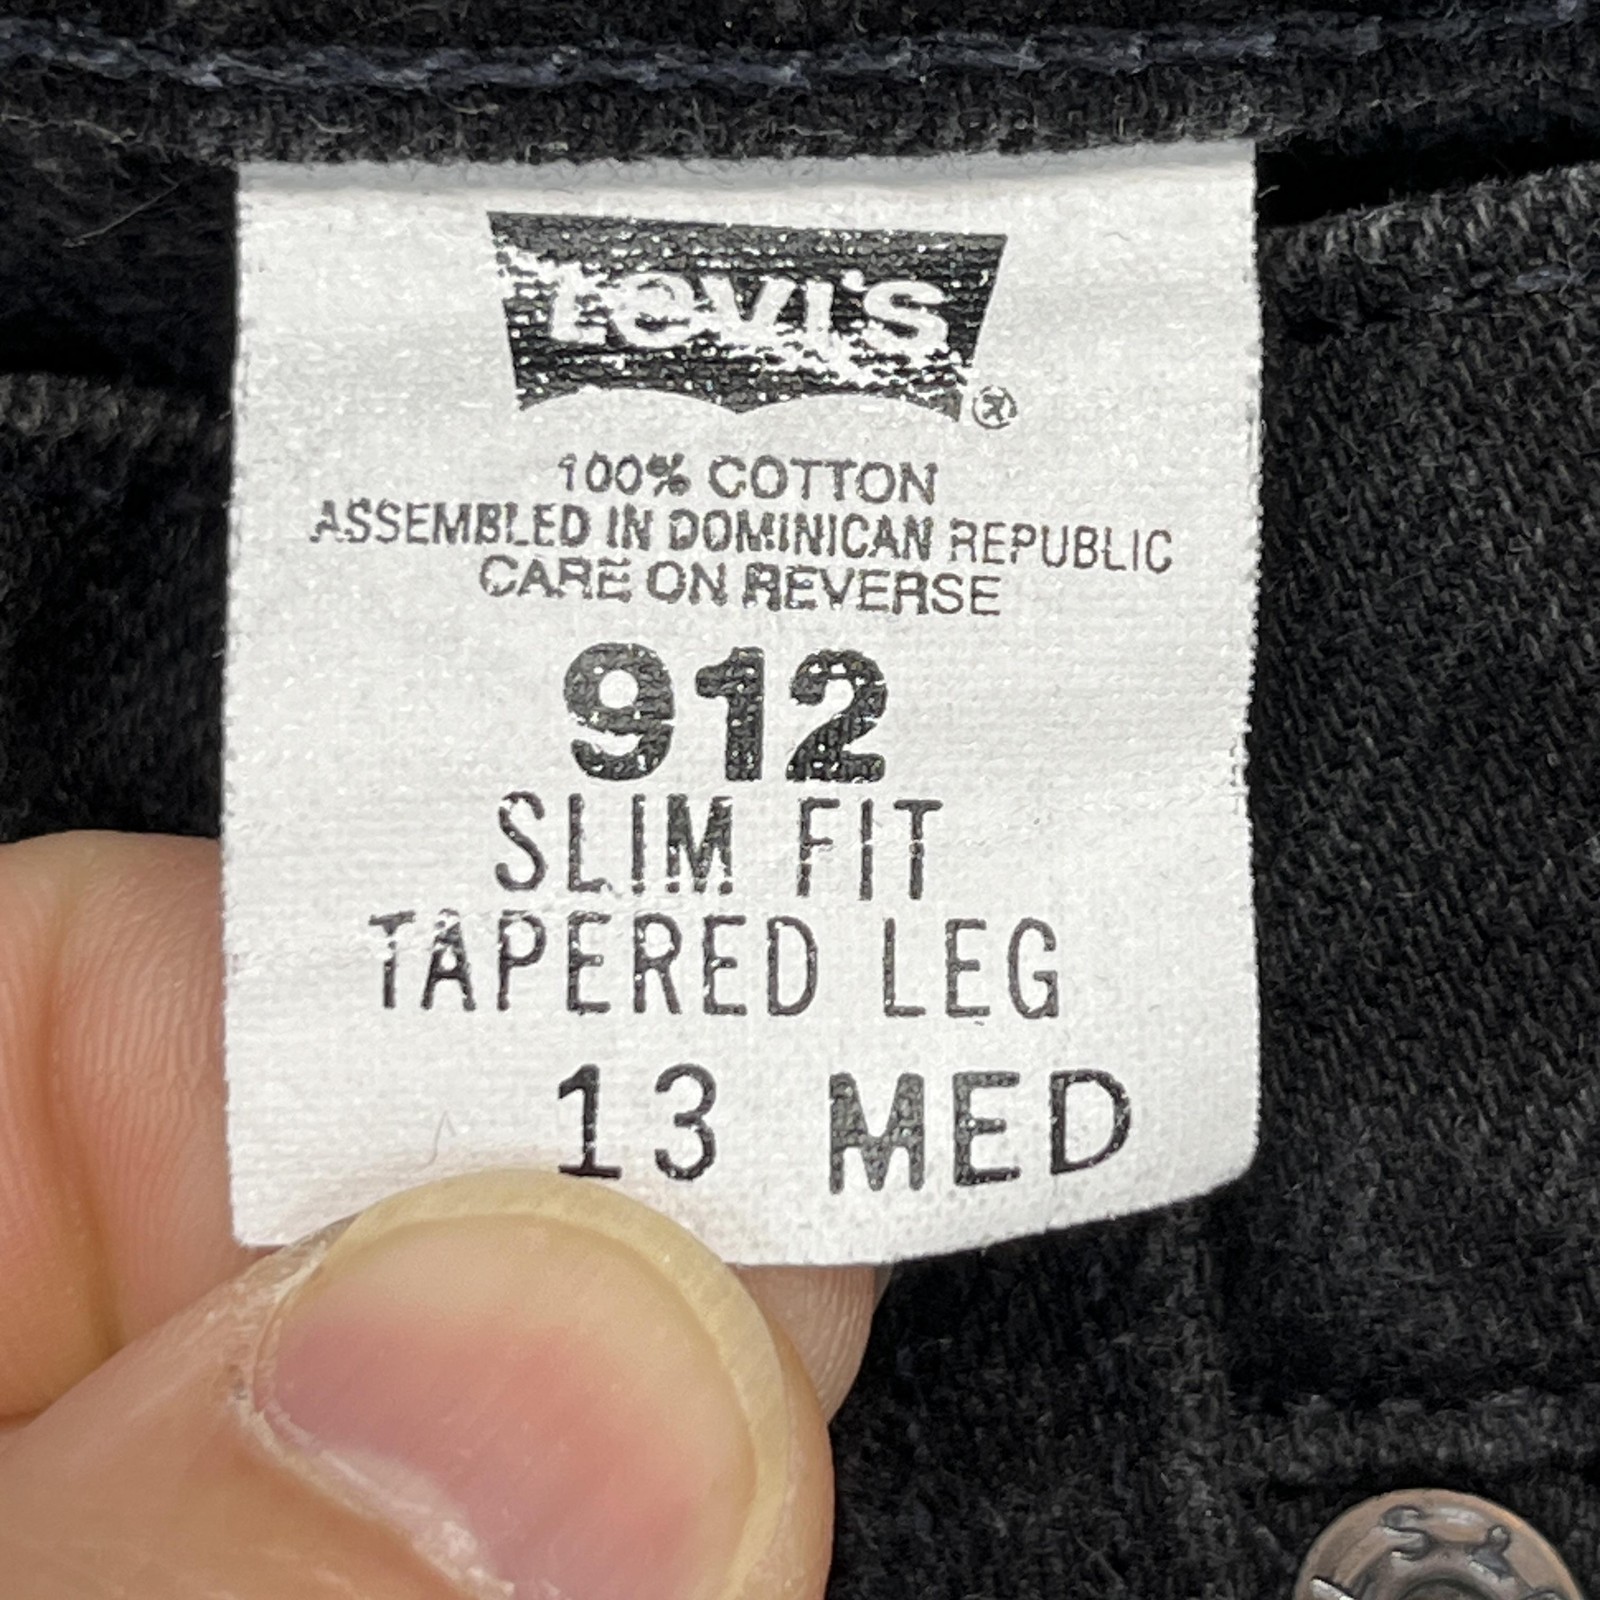 Levi's ®
100% COTTON
ASSEMBLED IN DOMINICAN REPUBLIC
CARE ON REVERSE
912
SLIM FIT
TAPERED LEG
13 MED